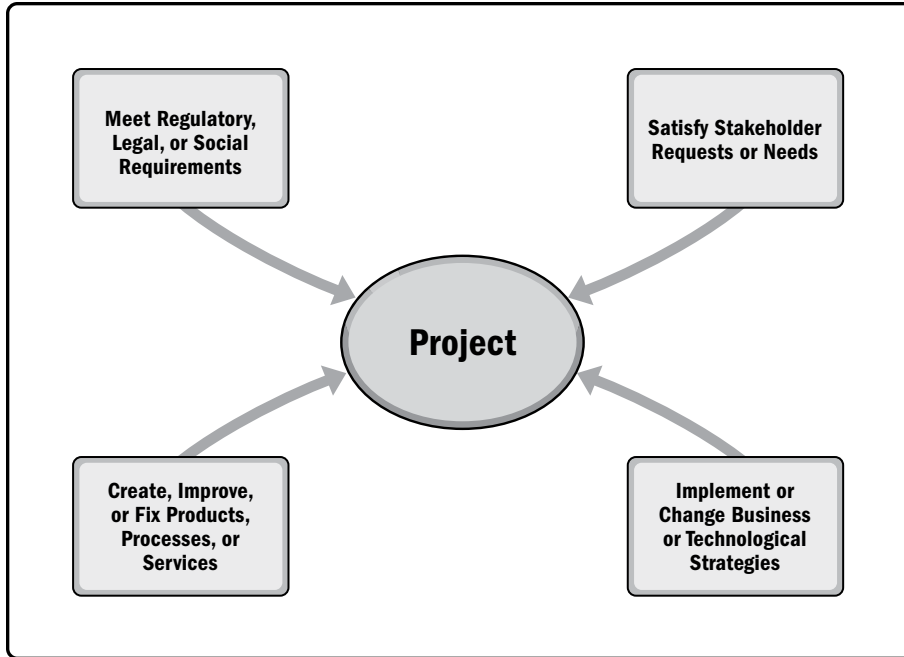 Meet Regulatory,
Legal, or Social
Requirements
Satisfy Stakeholder
Requests or Needs
Project
Create, Improve,
or Fix Products,
Processes, or
Services
Implement or
Change Business
or Technological
Strategies